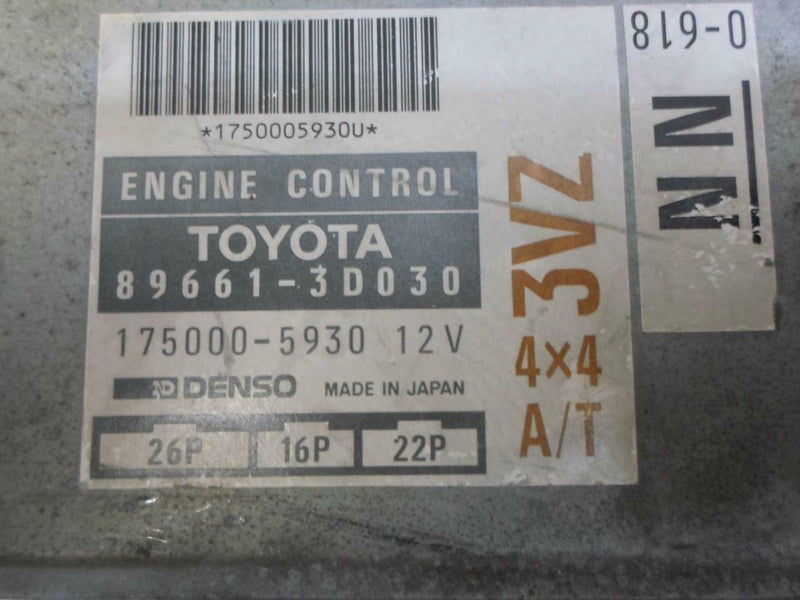 *1750005930U*
ENGINE CONTROL
TOYOTA
89661-3D030
175000-5930 12V
ND DENSO MADE IN JAPAN
26P 16P 22P
3VZ
4×4
A/T
0-618
NN